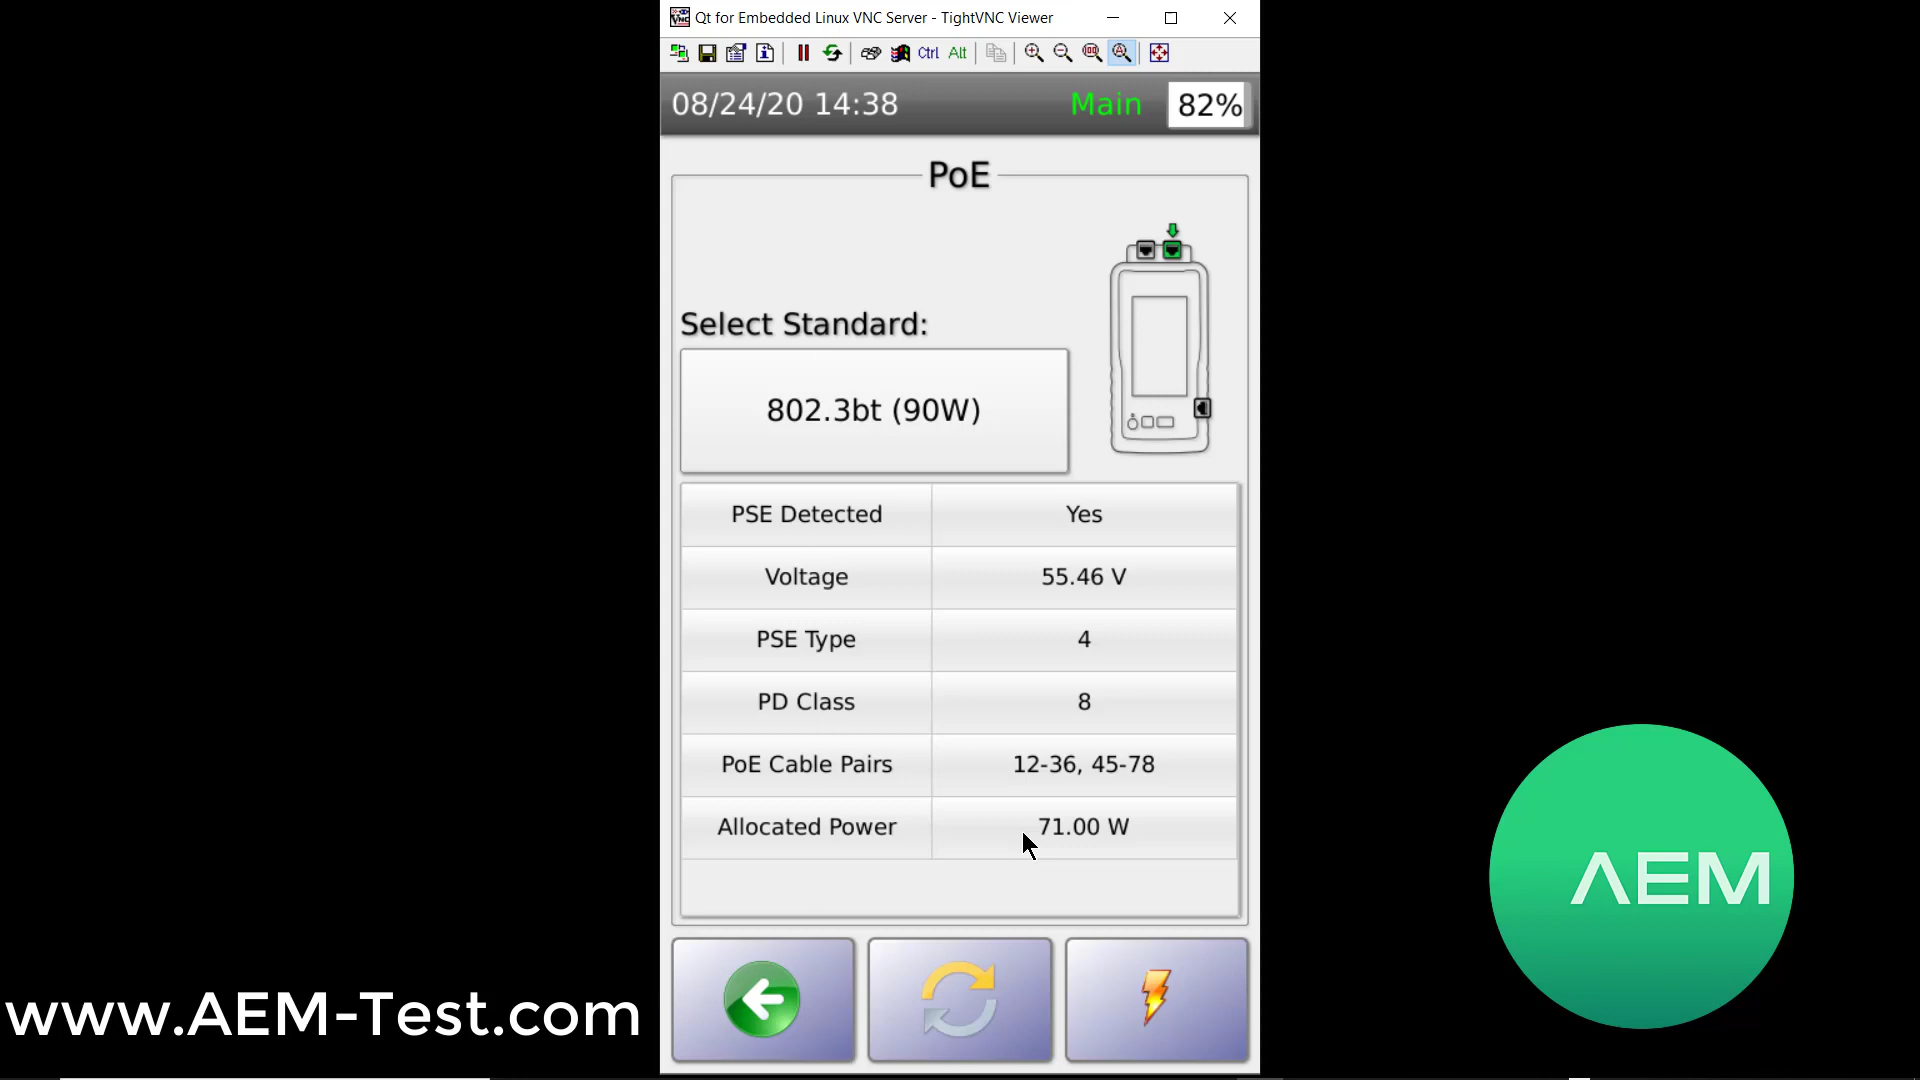 Qt for Embedded Linux VNC Server - TightVNC Viewer
Ctrl Alt
08/24/20 14:38 Main 82%
PoE
Select Standard:
802.3bt (90W)
PSE Detected Yes
Voltage 55.46 V
PSE Type 4
PD Class 8
PoE Cable Pairs 12-36, 45-78
Allocated Power 71.00 W
AEM
www.AEM-Test.com